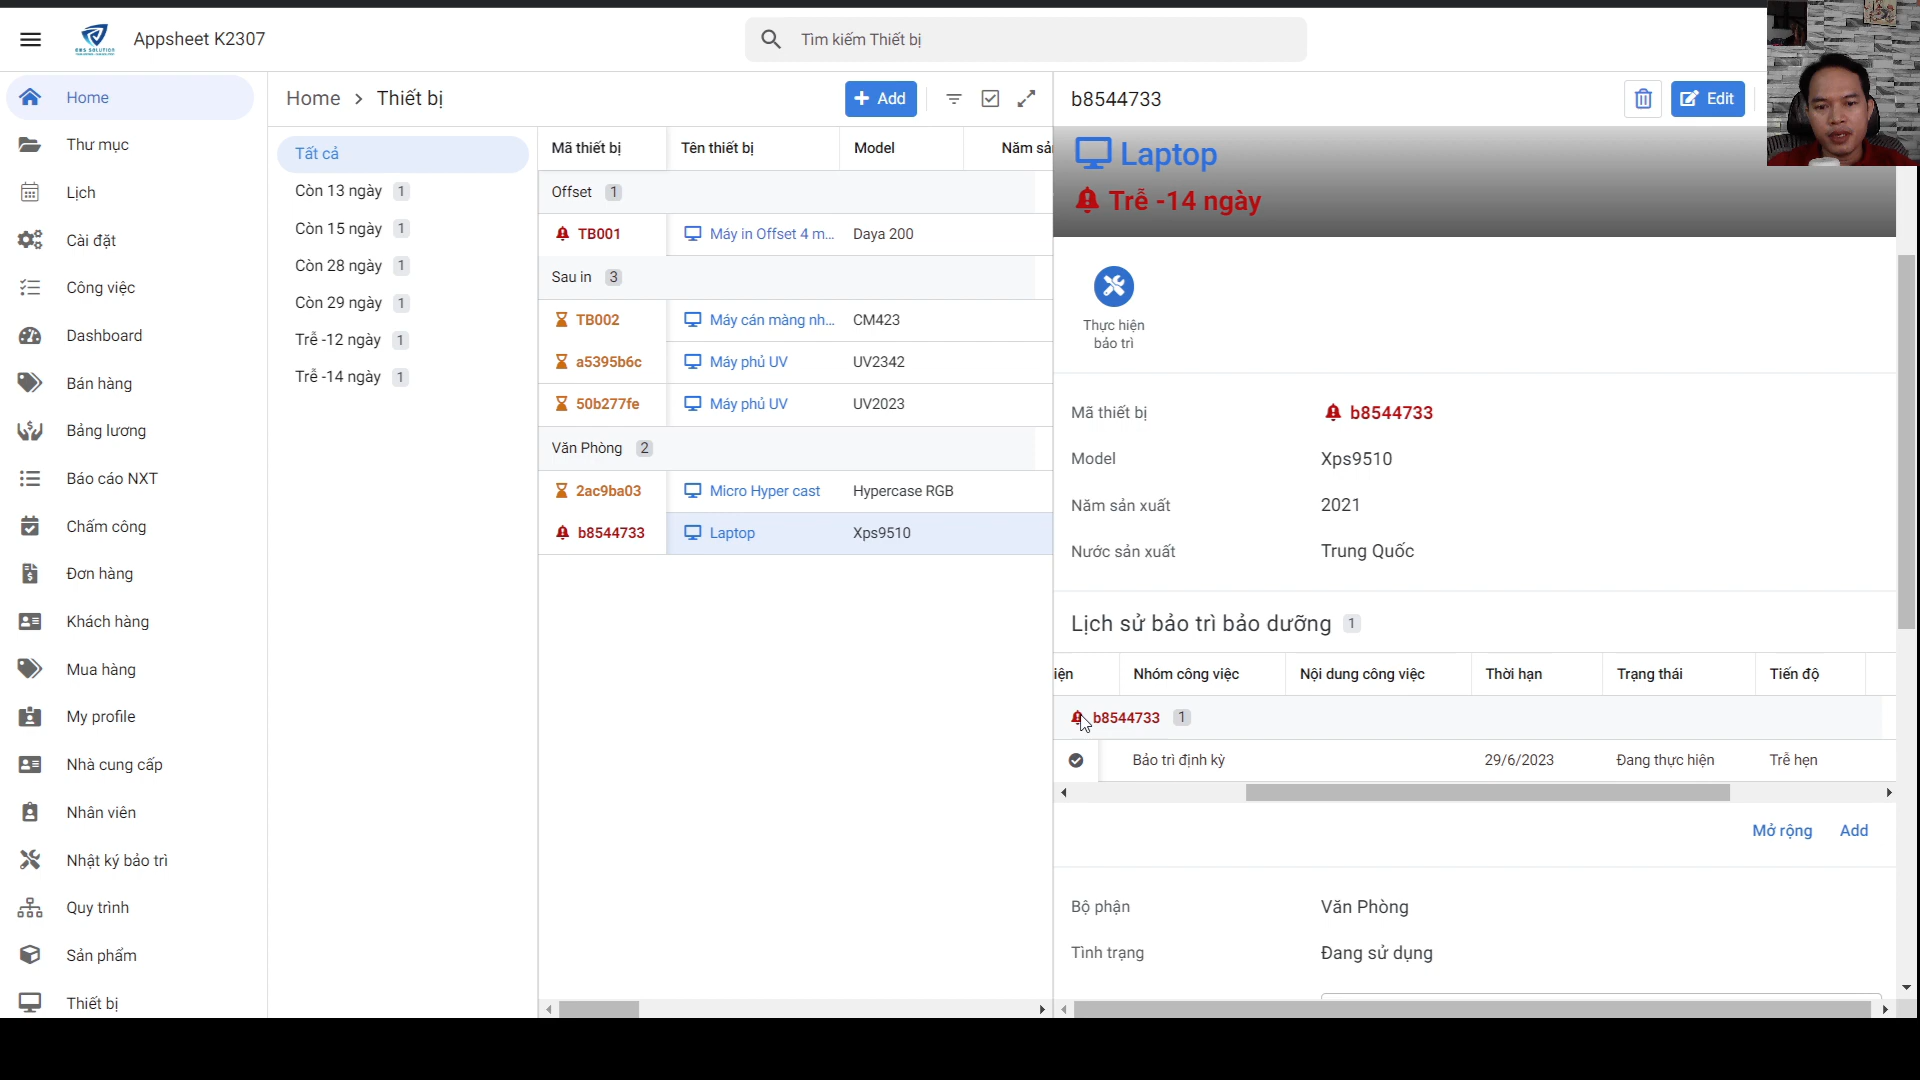 Appsheet K2307
Tìm kiếm Thiết bị
Home
Thư mục
Lịch
Cài đặt
Công việc
Dashboard
Bán hàng
Bảng lương
Báo cáo NXT
Chấm công
Đơn hàng
Khách hàng
Mua hàng
My profile
Nhà cung cấp
Nhân viên
Nhật ký bảo trì
Quy trình
Sản phẩm
Thiết bị
Home > Thiết bị
Add
Tất cả
Còn 13 ngày 1
Còn 15 ngày 1
Còn 28 ngày 1
Còn 29 ngày 1
Trễ -12 ngày 1
Trễ -14 ngày 1
Mã thiết bị Tên thiết bị Model Năm sả
Offset 1
TB001 Máy in Offset 4 m... Daya 200
Sau in 3
TB002 Máy cán màng nh... CM423
a5395b6c Máy phủ UV UV2342
50b277fe Máy phủ UV UV2023
Văn Phòng 2
2ac9ba03 Micro Hyper cast Hypercase RGB
b8544733 Laptop Xps9510
b8544733
Edit
Laptop
Trễ -14 ngày
Thực hiện
bảo trì
Mã thiết bị b8544733
Model Xps9510
Năm sản xuất 2021
Nước sản xuất Trung Quốc
Lịch sử bảo trì bảo dưỡng 1
iện Nhóm công việc Nội dung công việc Thời hạn Trạng thái Tiến độ
b8544733 1
Bảo trì định kỳ 29/6/2023 Đang thực hiện Trễ hẹn
Mở rộng Add
Bộ phận Văn Phòng
Tình trạng Đang sử dụng